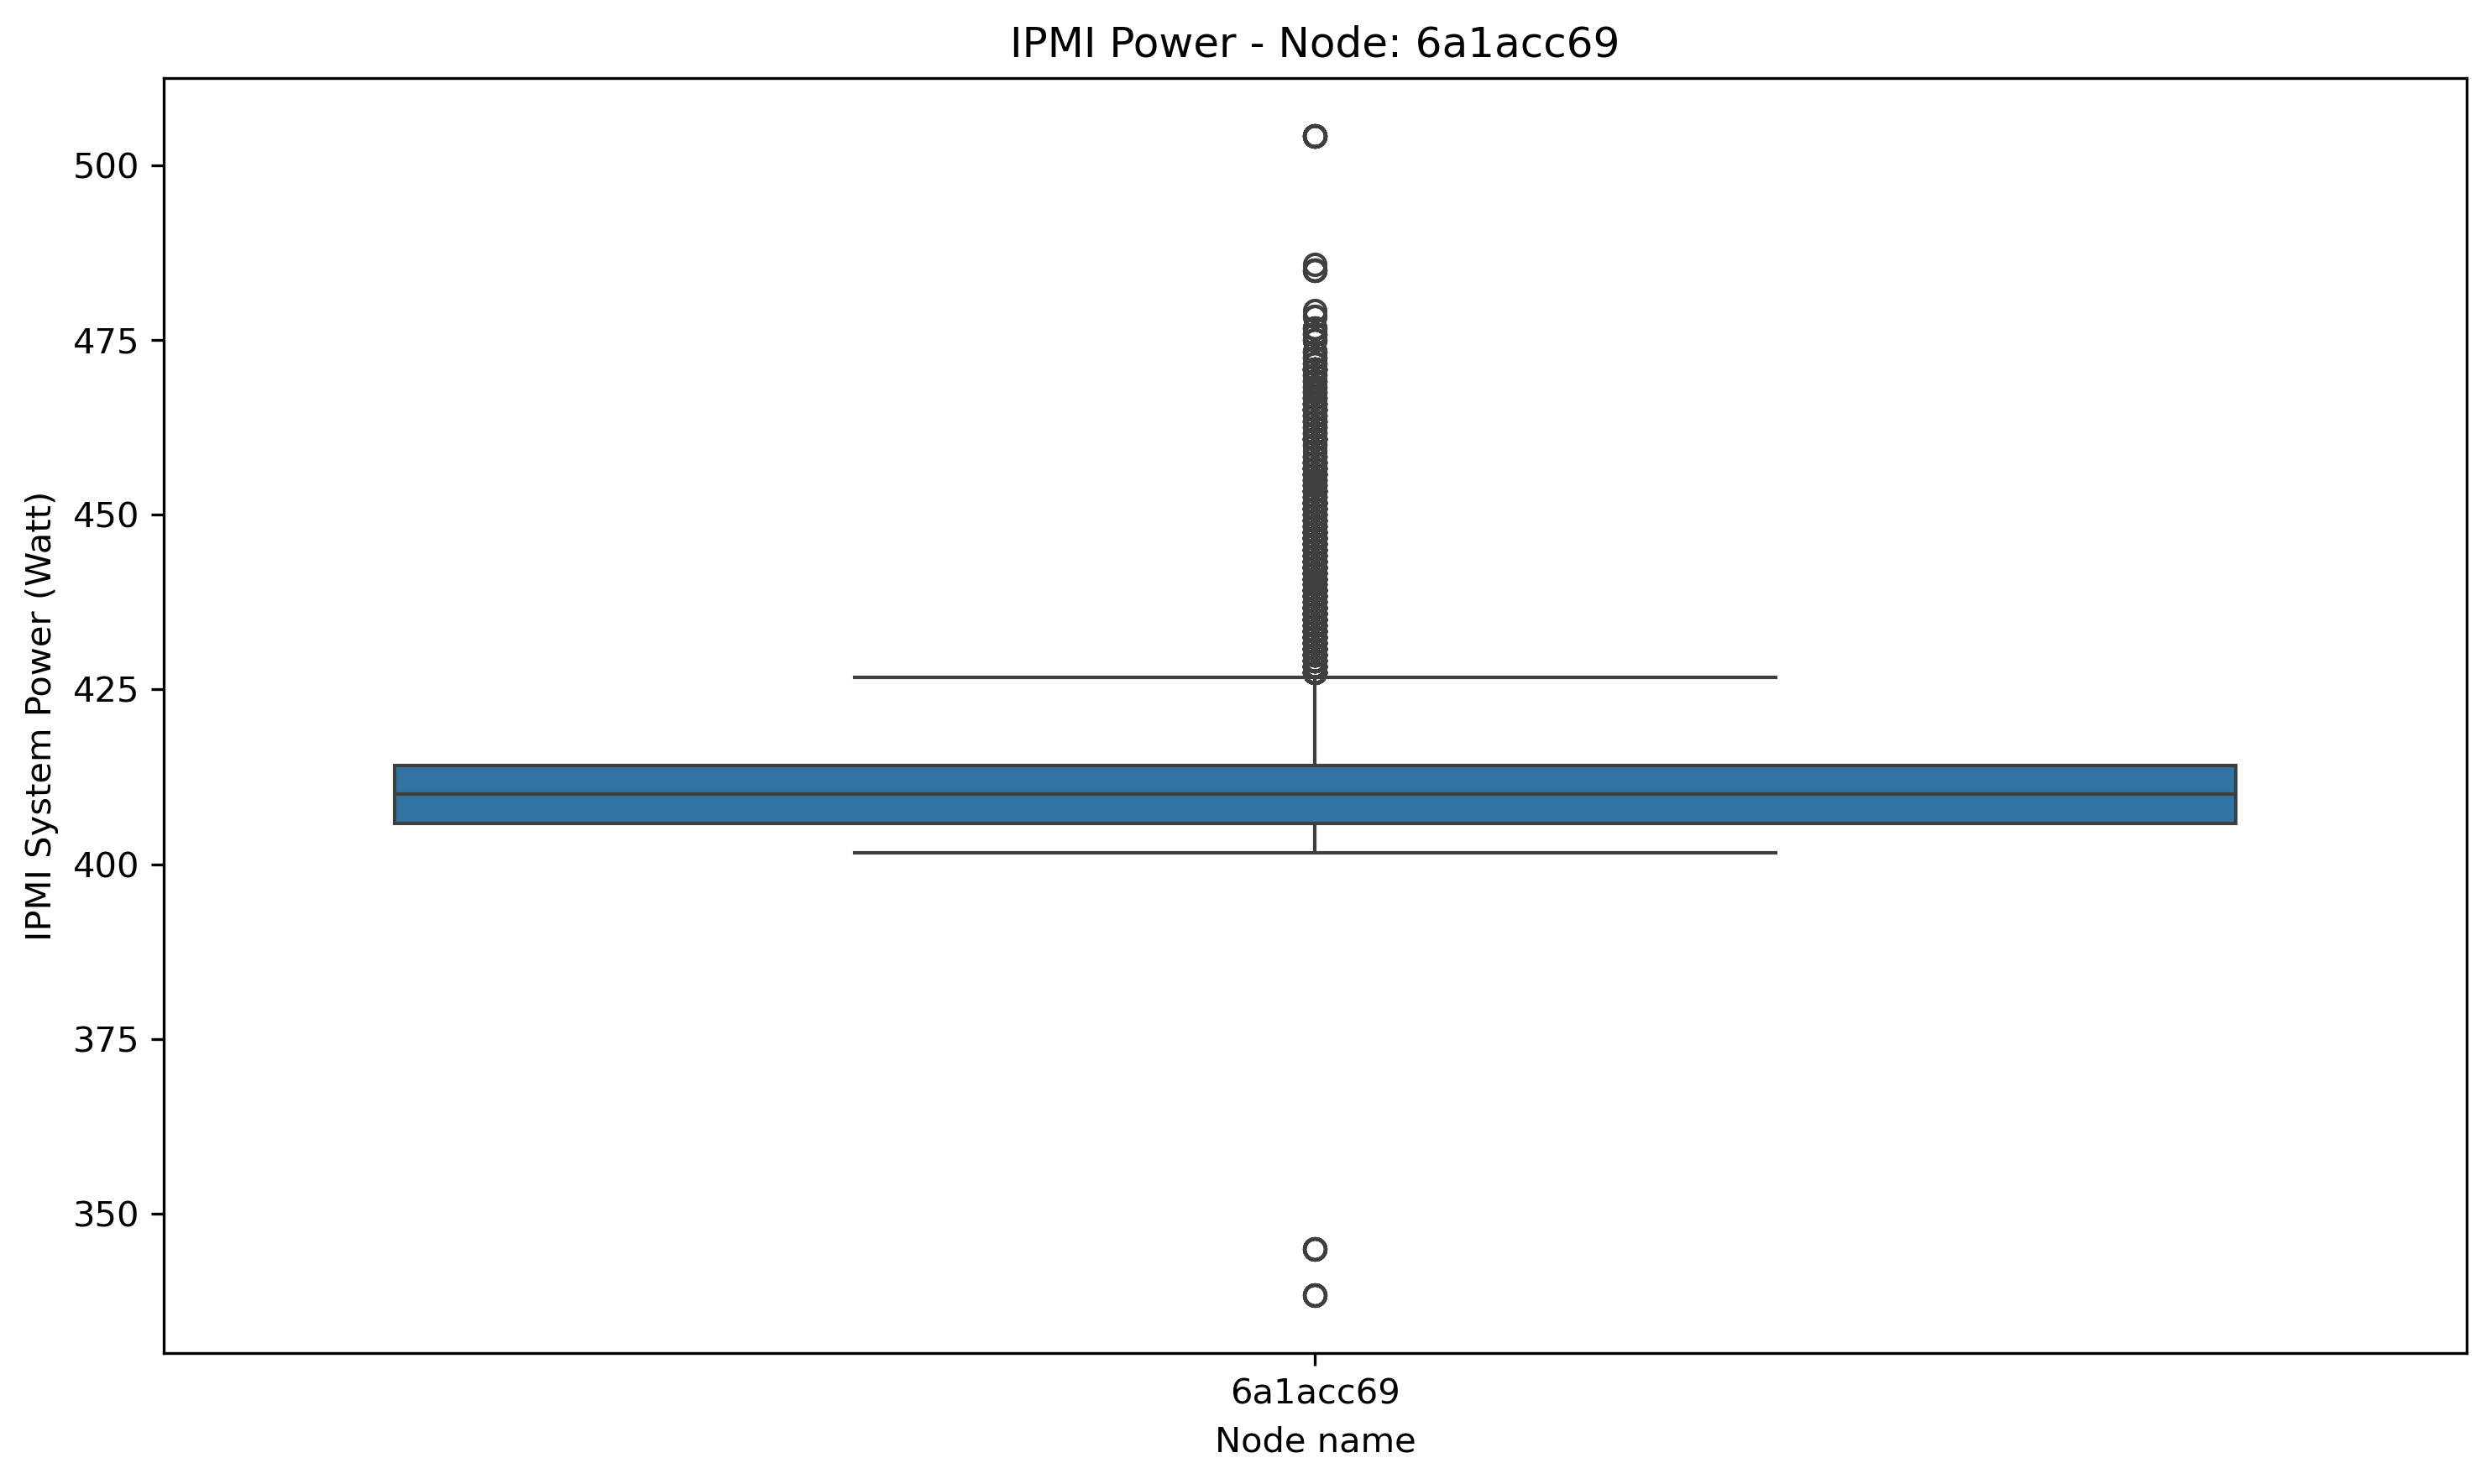 IPMI Power - Node: 6a1acc69
IPMI System Power (Watt)
500
475
450
425
400
375
350
6a1acc69
Node name